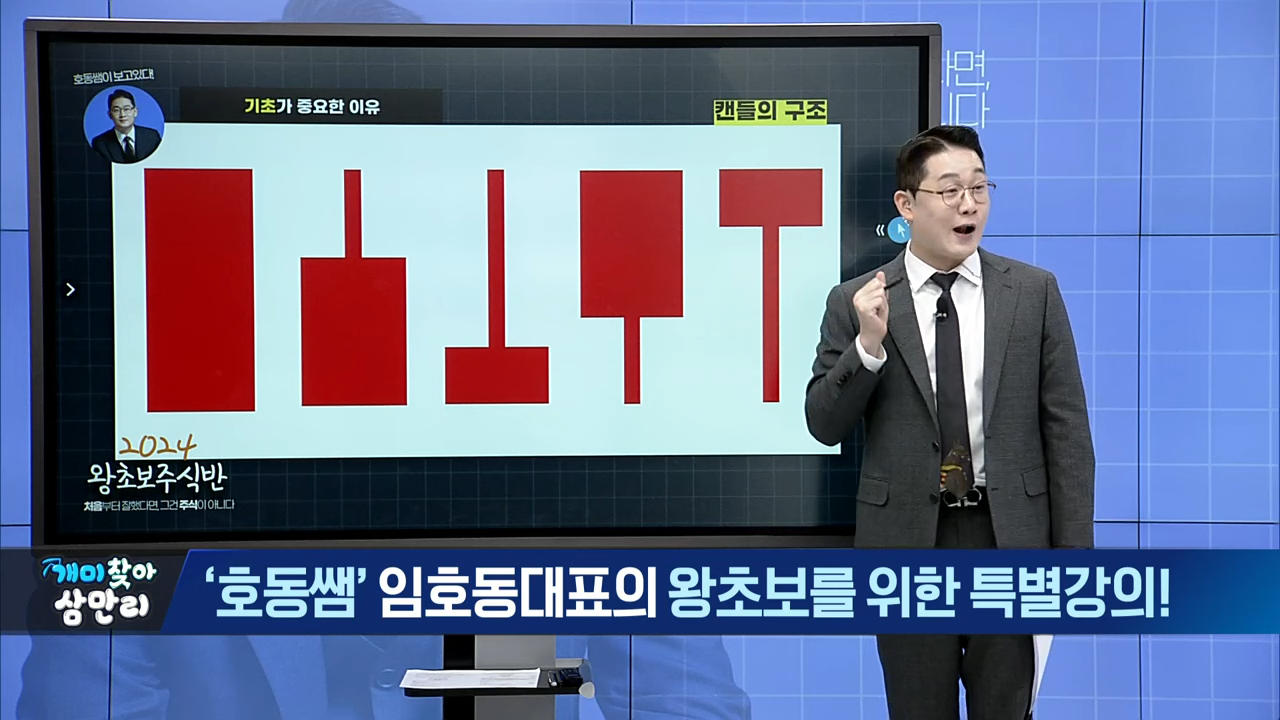 호동쌤이 보고있다!
기초가 중요한 이유
캔들의 구조
2024
왕초보주식반
처음부터 잘했다면, 그건 주식이 아니다
개미찾아
삼만리
'호동쌤' 임호동대표의 왕초보를 위한 특별강의!